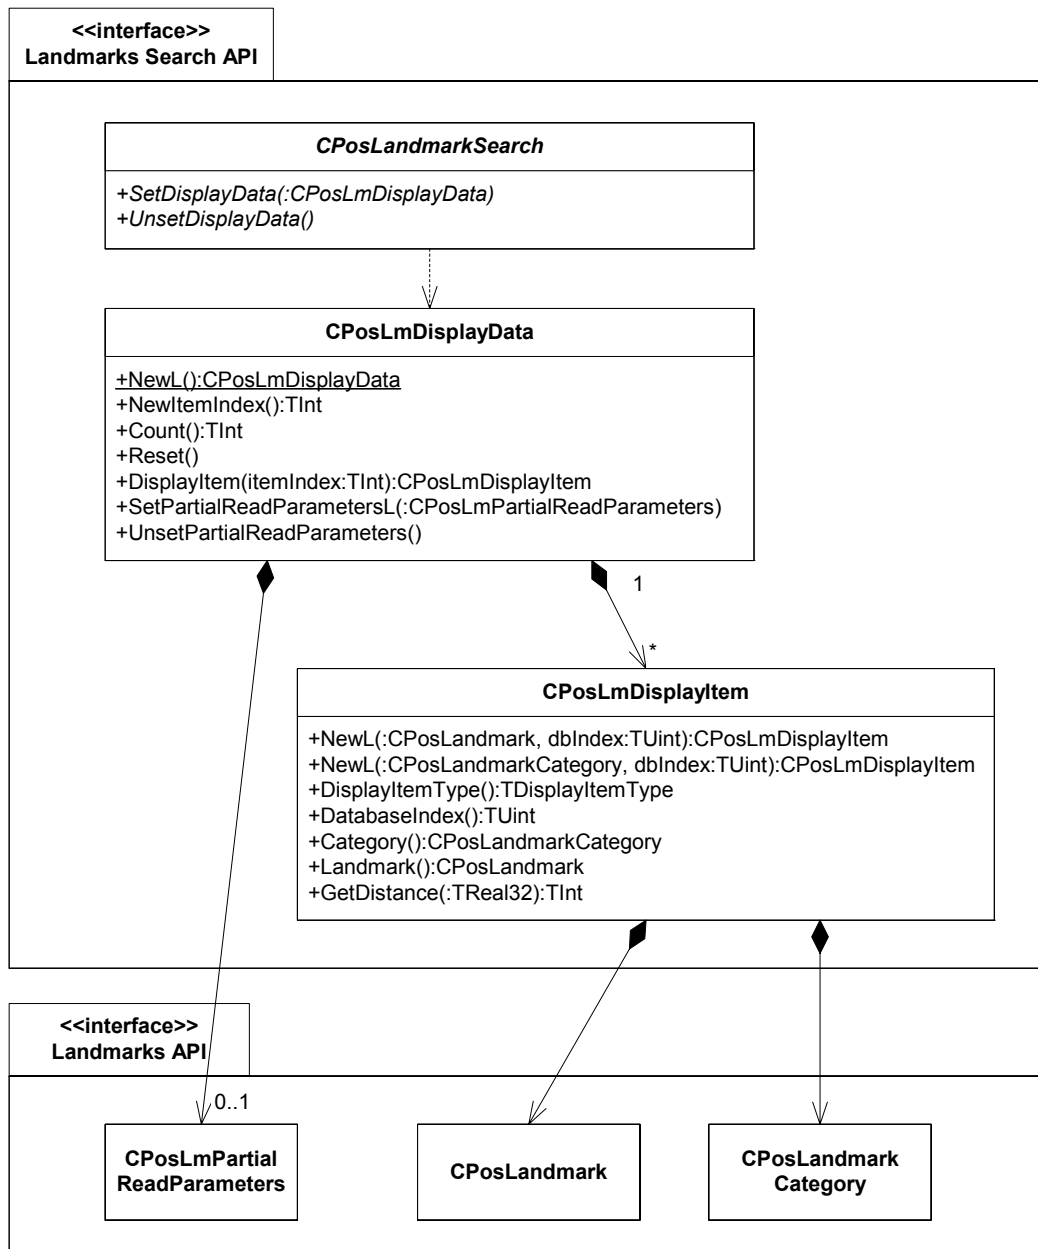 <<interface>>
Landmarks Search API
CPosLandmarkSearch
+SetDisplayData(:CPosLmDisplayData)
+UnsetDisplayData()
CPosLmDisplayData
+NewL():CPosLmDisplayData
+NewItemIndex():TInt
+Count():TInt
+Reset()
+DisplayItem(itemIndex:TInt):CPosLmDisplayItem
+SetPartialReadParametersL(:CPosLmPartialReadParameters)
+UnsetPartialReadParameters()
1
*
CPosLmDisplayItem
+NewL(:CPosLandmark, dbIndex:TUint):CPosLmDisplayItem
+NewL(:CPosLandmarkCategory, dbIndex:TUint):CPosLmDisplayItem
+DisplayItemType():TDisplayItemType
+DatabaseIndex():TUint
+Category():CPosLandmarkCategory
+Landmark():CPosLandmark
+GetDistance(:TReal32):TInt
<<interface>>
Landmarks API
0..1
CPosLmPartial
ReadParameters
CPosLandmark
CPosLandmark
Category